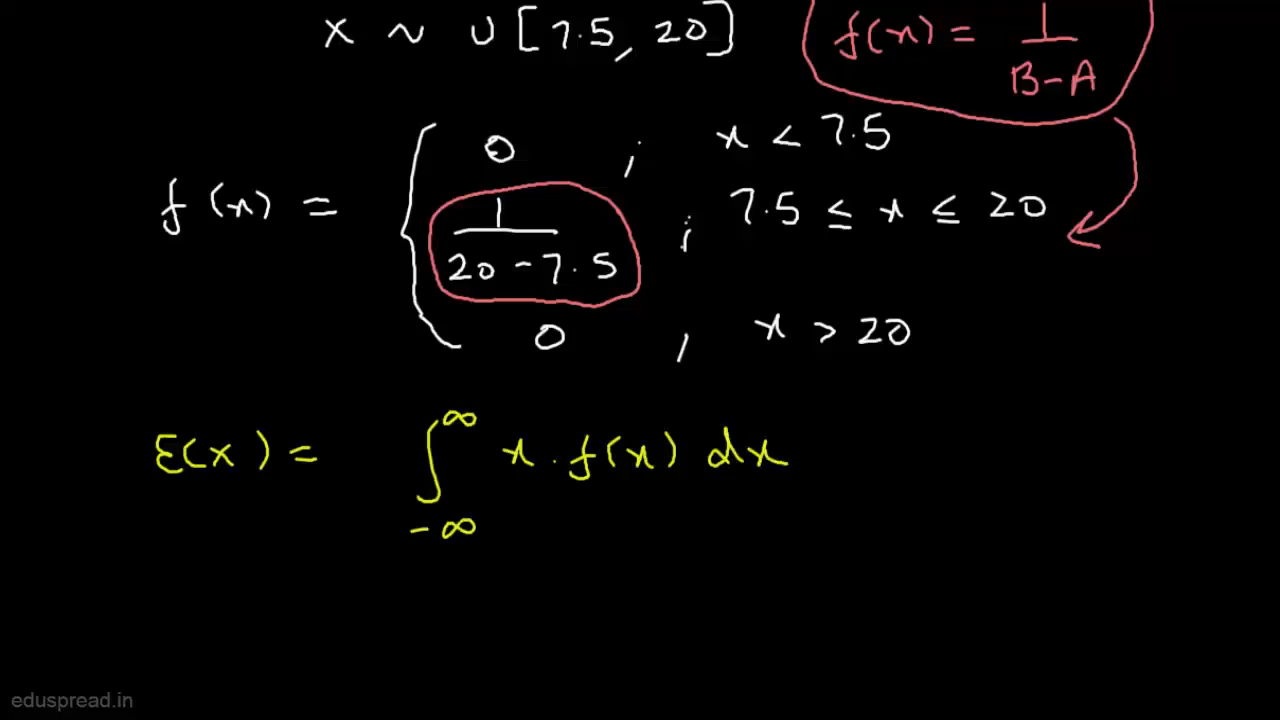 X ~ U [7.5, 20] f(x) = 1/(B-A)
f(x) = { 0 ; x < 7.5
1/(20-7.5) ; 7.5 ≤ x ≤ 20
0 , x > 20
E(X) = ∫_{-∞}^{∞} x . f(x) dx
eduspread.in